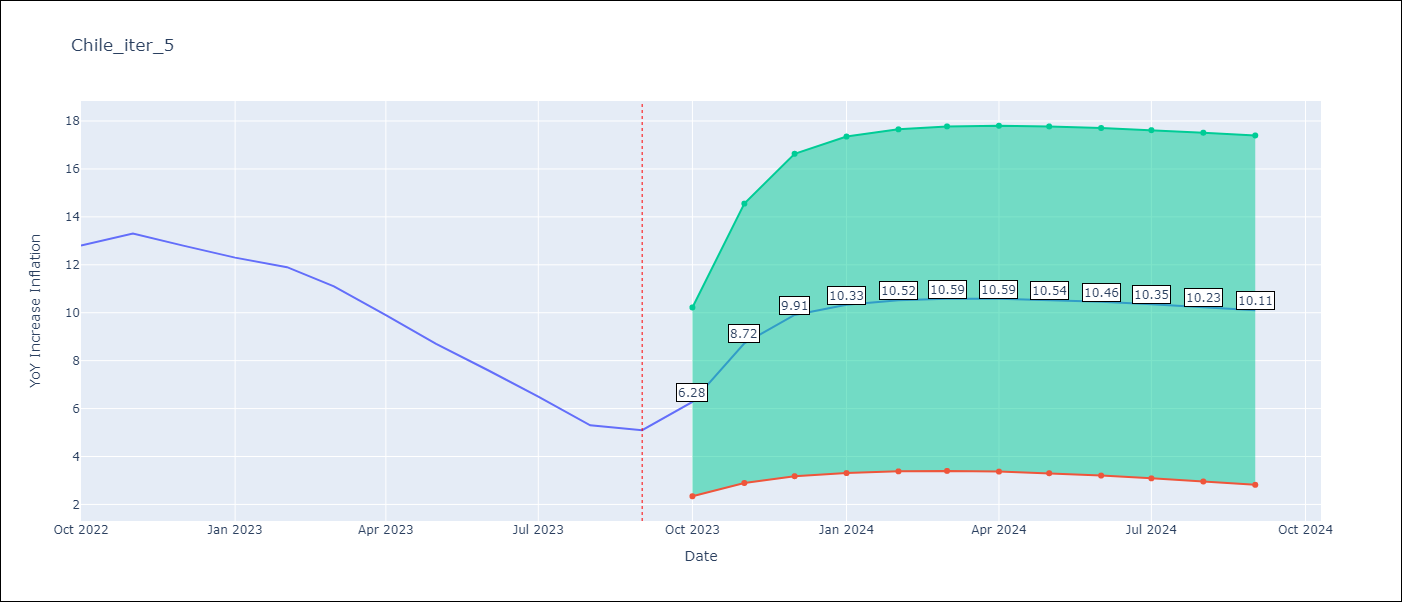 Chile_iter_5
YoY Increase Inflation
18
16
14
12
10
8
6
4
2
6.28
8.72
9.91
10.33
10.52
10.59
10.59
10.54
10.46
10.35
10.23
10.11
Oct 2022
Jan 2023
Apr 2023
Jul 2023
Oct 2023
Jan 2024
Apr 2024
Jul 2024
Oct 2024
Date